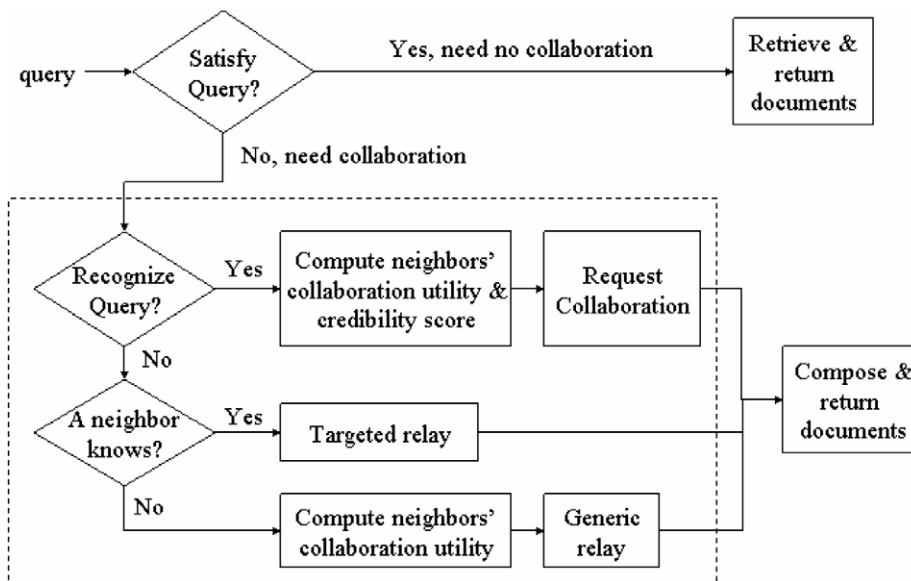 query
Satisfy
Query?
Yes, need no collaboration
Retrieve &
return
documents
No, need collaboration
Recognize
Query?
Yes
Compute neighbors’
collaboration utility &
credibility score
Request
Collaboration
No
A neighbor
knows?
Yes
Targeted relay
Compose &
return
documents
No
Compute neighbors’
collaboration utility
Generic
relay